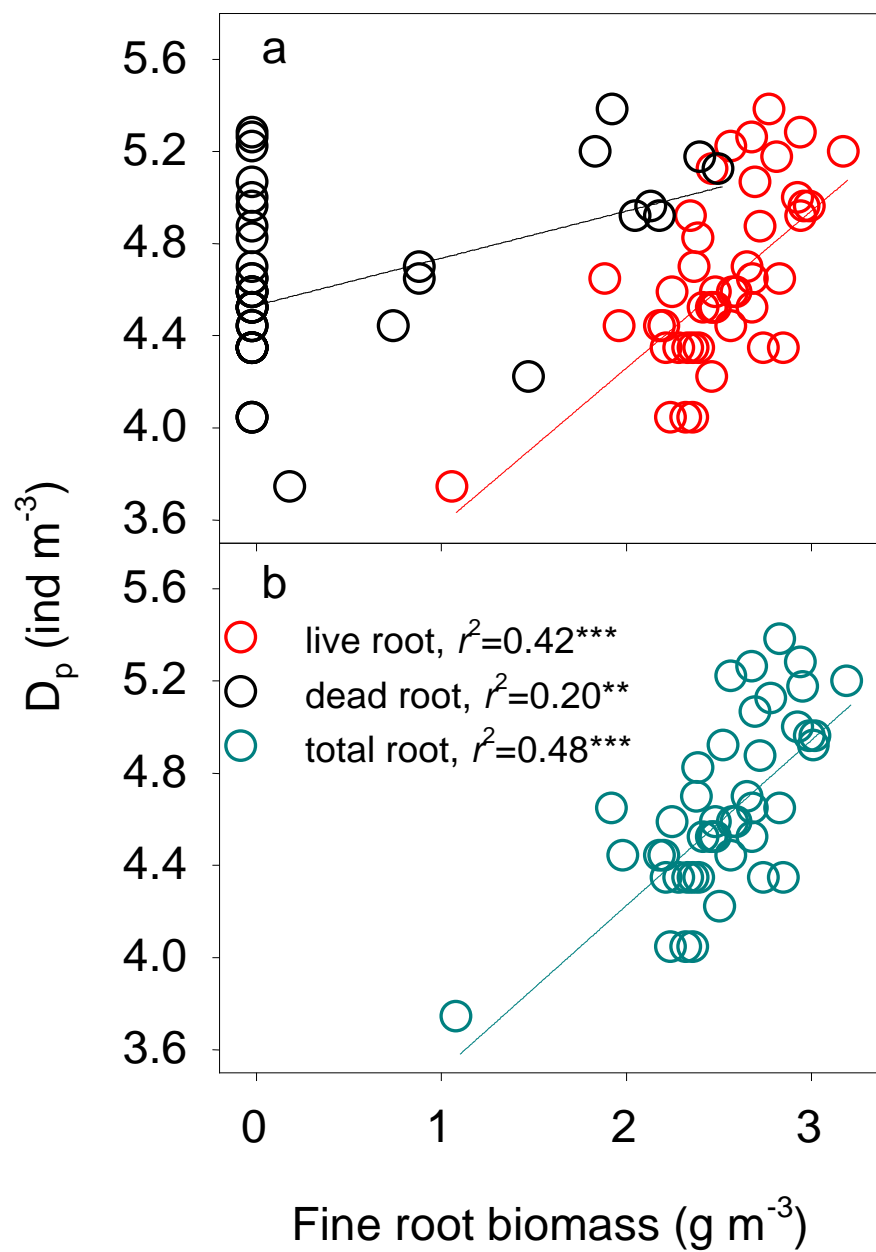 a
5.6
5.2
4.8
4.4
4.0
3.6
b
5.6
5.2
4.8
4.4
4.0
3.6
live root, r²=0.42***
dead root, r²=0.20**
total root, r²=0.48***
D_p (ind m⁻³)
0 1 2 3
Fine root biomass (g m⁻³)